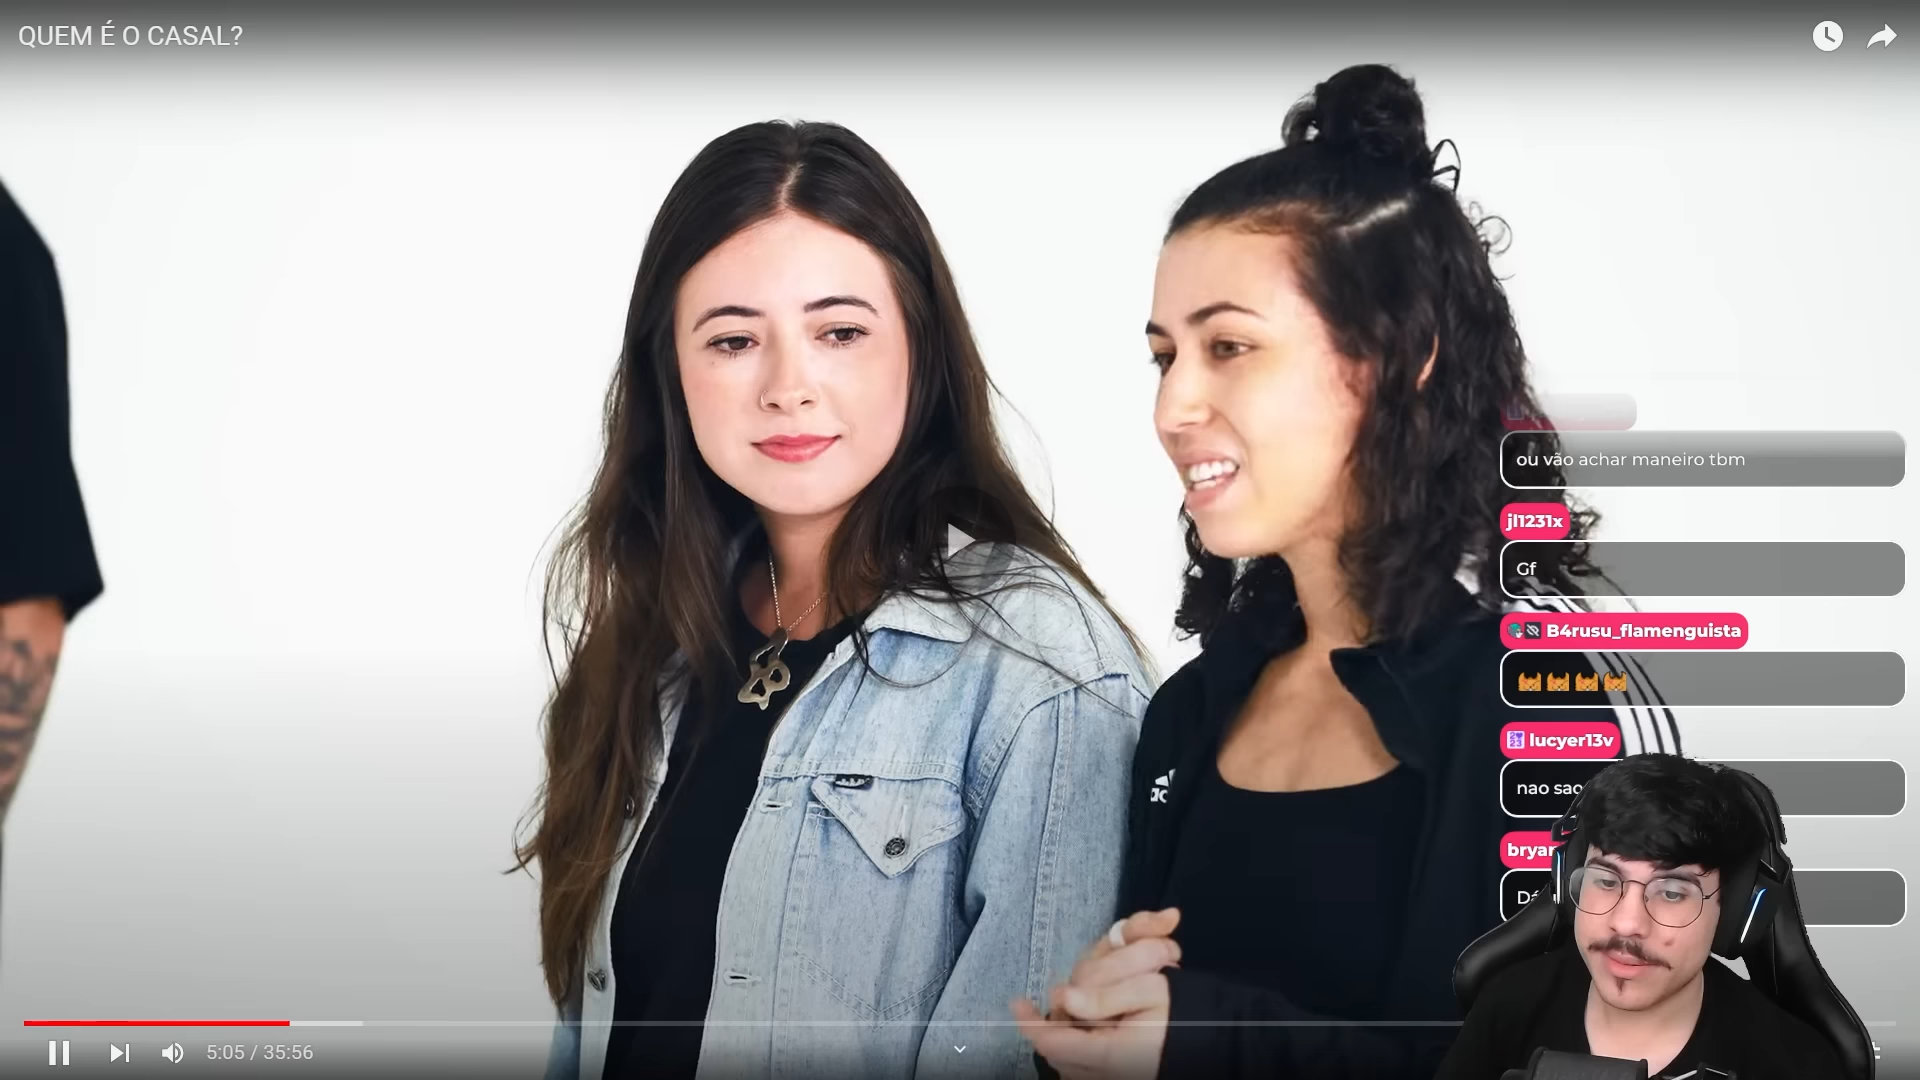 QUEM É O CASAL?
ou vão achar maneiro tbm
jl1231x
Gf
B4rusu_flamenguista
lucyer13v
nao sao
5:05 / 35:56